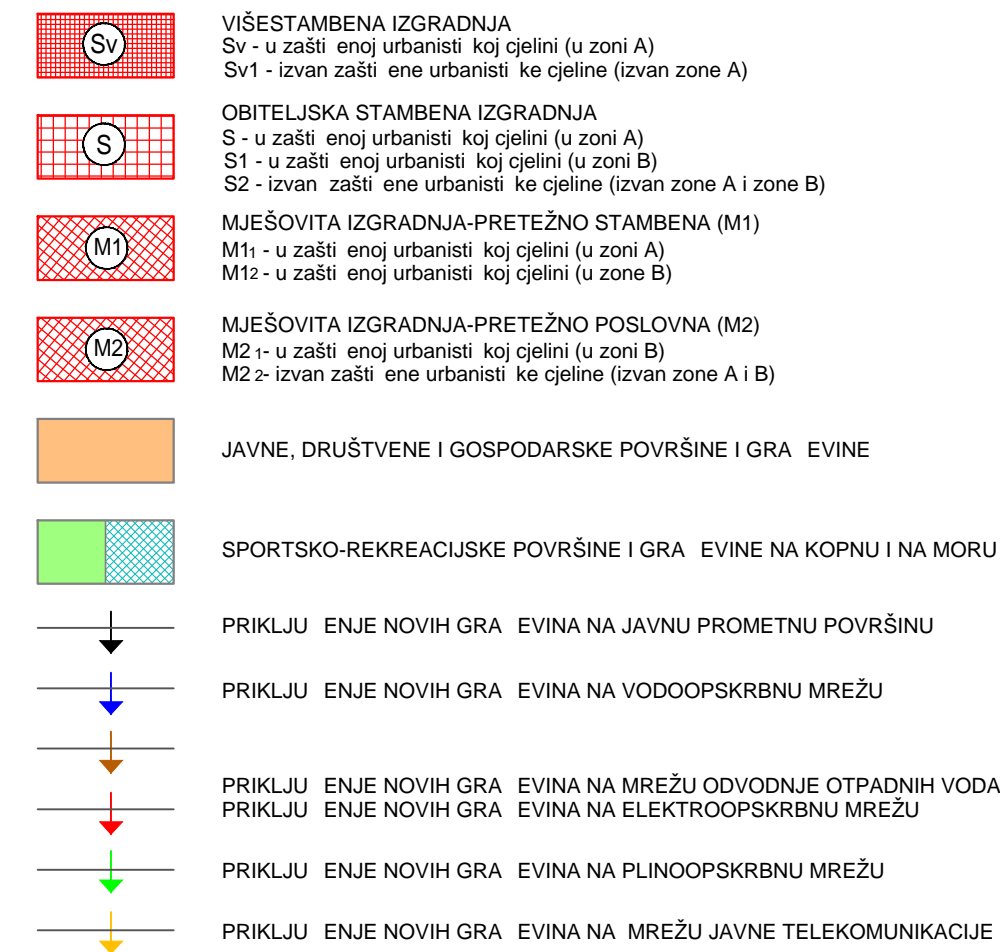 Sv
VIŠESTAMBENA IZGRADNJA
Sv - u zašti enoj urbanisti koj cjelini (u zoni A)
Sv1 - izvan zašti ene urbanisti ke cjeline (izvan zone A)
S
OBITELJSKA STAMBENA IZGRADNJA
S - u zašti enoj urbanisti koj cjelini (u zoni A)
S1 - u zašti enoj urbanisti koj cjelini (u zoni B)
S2 - izvan zašti ene urbanisti ke cjeline (izvan zone A i zone B)
M1
MJEŠOVITA IZGRADNJA-PRETEŽNO STAMBENA (M1)
M11 - u zašti enoj urbanisti koj cjelini (u zoni A)
M12 - u zašti enoj urbanisti koj cjelini (u zone B)
M2
MJEŠOVITA IZGRADNJA-PRETEŽNO POSLOVNA (M2)
M2 1- u zašti enoj urbanisti koj cjelini (u zoni B)
M2 2- izvan zašti ene urbanisti ke cjeline (izvan zone A i B)
JAVNE, DRUŠTVENE I GOSPODARSKE POVRŠINE I GRA EVINE
SPORTSKO-REKREACIJSKE POVRŠINE I GRA EVINE NA KOPNU I NA MORU
PRIKLJU ENJE NOVIH GRA EVINA NA JAVNU PROMETNU POVRŠINU
PRIKLJU ENJE NOVIH GRA EVINA NA VODOOPSKRBNU MREŽU
PRIKLJU ENJE NOVIH GRA EVINA NA MREŽU ODVODNJE OTPADNIH VODA
PRIKLJU ENJE NOVIH GRA EVINA NA ELEKTROOPSKRBNU MREŽU
PRIKLJU ENJE NOVIH GRA EVINA NA PLINOOPSKRBNU MREŽU
PRIKLJU ENJE NOVIH GRA EVINA NA MREŽU JAVNE TELEKOMUNIKACIJE